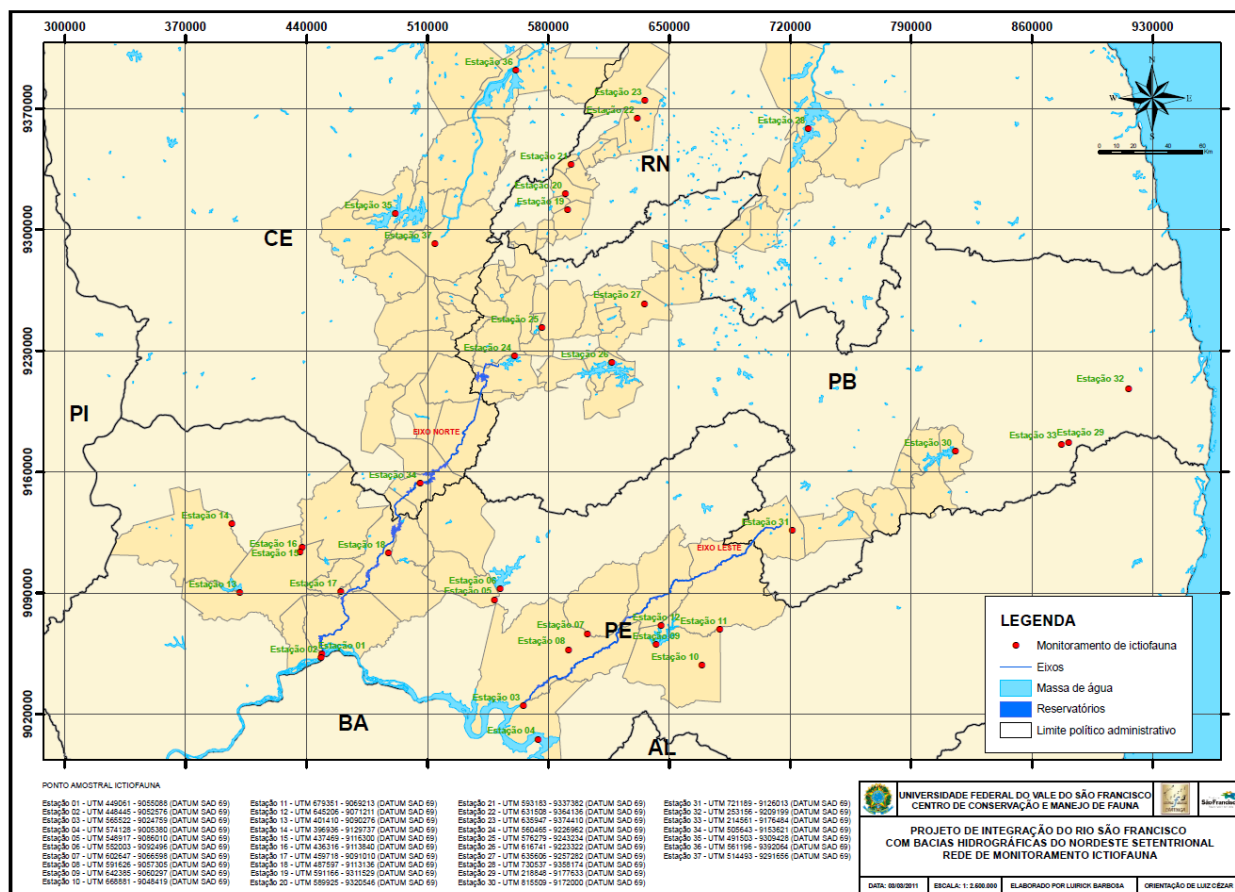 300000 370000 440000 510000 580000 650000 720000 790000 860000 930000
9370000
9300000
9230000
9160000
9090000
9020000
N
W
E
S
0 10 20 40 60
Km
Estação 36
Estação 23
Estação 22
Estação 28
Estação 21
RN
Estação 20
Estação 19
Estação 35
CE
Estação 37
Estação 27
Estação 25
Estação 24
Estação 26
PB
Estação 32
PI
EIXO NORTE
Estação 33
Estação 29
Estação 30
Estação 34
Estação 14
Estação 16
Estação 15
Estação 18
Estação 31
EIXO LESTE
Estação 13
Estação 17
Estação 06
Estação 05
Estação 07
PE
Estação 12
Estação 11
Estação 08
Estação 09
Estação 10
Estação 01
Estação 02
Estação 03
BA
Estação 04
AL
LEGENDA
Monitoramento de ictiofauna
Eixos
Massa de água
Reservatórios
Limite político administrativo
PONTO AMOSTRAL ICTIOFAUNA
Estação 01 - UTM 449061 - 9055088 (DATUM SAD 69)
Estação 02 - UTM 448445 - 9052576 (DATUM SAD 69)
Estação 03 - UTM 565522 - 9024759 (DATUM SAD 69)
Estação 04 - UTM 574128 - 9005380 (DATUM SAD 69)
Estação 05 - UTM 548917 - 9086010 (DATUM SAD 69)
Estação 06 - UTM 552003 - 9092496 (DATUM SAD 69)
Estação 07 - UTM 602647 - 9066598 (DATUM SAD 69)
Estação 08 - UTM 591626 - 9057305 (DATUM SAD 69)
Estação 09 - UTM 642385 - 9060297 (DATUM SAD 69)
Estação 10 - UTM 668881 - 9048419 (DATUM SAD 69)
Estação 11 - UTM 679351 - 9069213 (DATUM SAD 69)
Estação 12 - UTM 645206 - 9071211 (DATUM SAD 69)
Estação 13 - UTM 401410 - 9090276 (DATUM SAD 69)
Estação 14 - UTM 396936 - 9129737 (DATUM SAD 69)
Estação 15 - UTM 437469 - 9116300 (DATUM SAD 69)
Estação 16 - UTM 436316 - 9113840 (DATUM SAD 69)
Estação 17 - UTM 459718 - 9091010 (DATUM SAD 69)
Estação 18 - UTM 487597 - 9113136 (DATUM SAD 69)
Estação 19 - UTM 591166 - 9311529 (DATUM SAD 69)
Estação 20 - UTM 589925 - 9320546 (DATUM SAD 69)
Estação 21 - UTM 593183 - 9337382 (DATUM SAD 69)
Estação 22 - UTM 631508 - 9364136 (DATUM SAD 69)
Estação 23 - UTM 635947 - 9374410 (DATUM SAD 69)
Estação 24 - UTM 560465 - 9226962 (DATUM SAD 69)
Estação 25 - UTM 576279 - 9243234 (DATUM SAD 69)
Estação 26 - UTM 616741 - 9223322 (DATUM SAD 69)
Estação 27 - UTM 635606 - 9257282 (DATUM SAD 69)
Estação 28 - UTM 730537 - 9358174 (DATUM SAD 69)
Estação 29 - UTM 218848 - 9177633 (DATUM SAD 69)
Estação 30 - UTM 815509 - 9172000 (DATUM SAD 69)
Estação 31 - UTM 721189 - 9126013 (DATUM SAD 69)
Estação 32 - UTM 253156 - 9209199 (DATUM SAD 69)
Estação 33 - UTM 214551 - 9176484 (DATUM SAD 69)
Estação 34 - UTM 505643 - 9153621 (DATUM SAD 69)
Estação 35 - UTM 491503 - 9309428 (DATUM SAD 69)
Estação 36 - UTM 561196 - 9392064 (DATUM SAD 69)
Estação 37 - UTM 514493 - 9291656 (DATUM SAD 69)
UNIVERSIDADE FEDERAL DO VALE DO SÃO FRANCISCO
CENTRO DE CONSERVAÇÃO E MANEJO DE FAUNA
PROJETO DE INTEGRAÇÃO DO RIO SÃO FRANCISCO
COM BACIAS HIDROGRÁFICAS DO NORDESTE SETENTRIONAL
REDE DE MONITORAMENTO ICTIOFAUNA
ESCALA: 1: 2.600.000
ELABORADO POR LUIRICK BARBOSA
ORIENTAÇÃO DE LUIZ CÉZAR